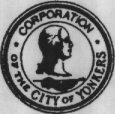 CORPORATION
OF THE CITY OF YONKERS